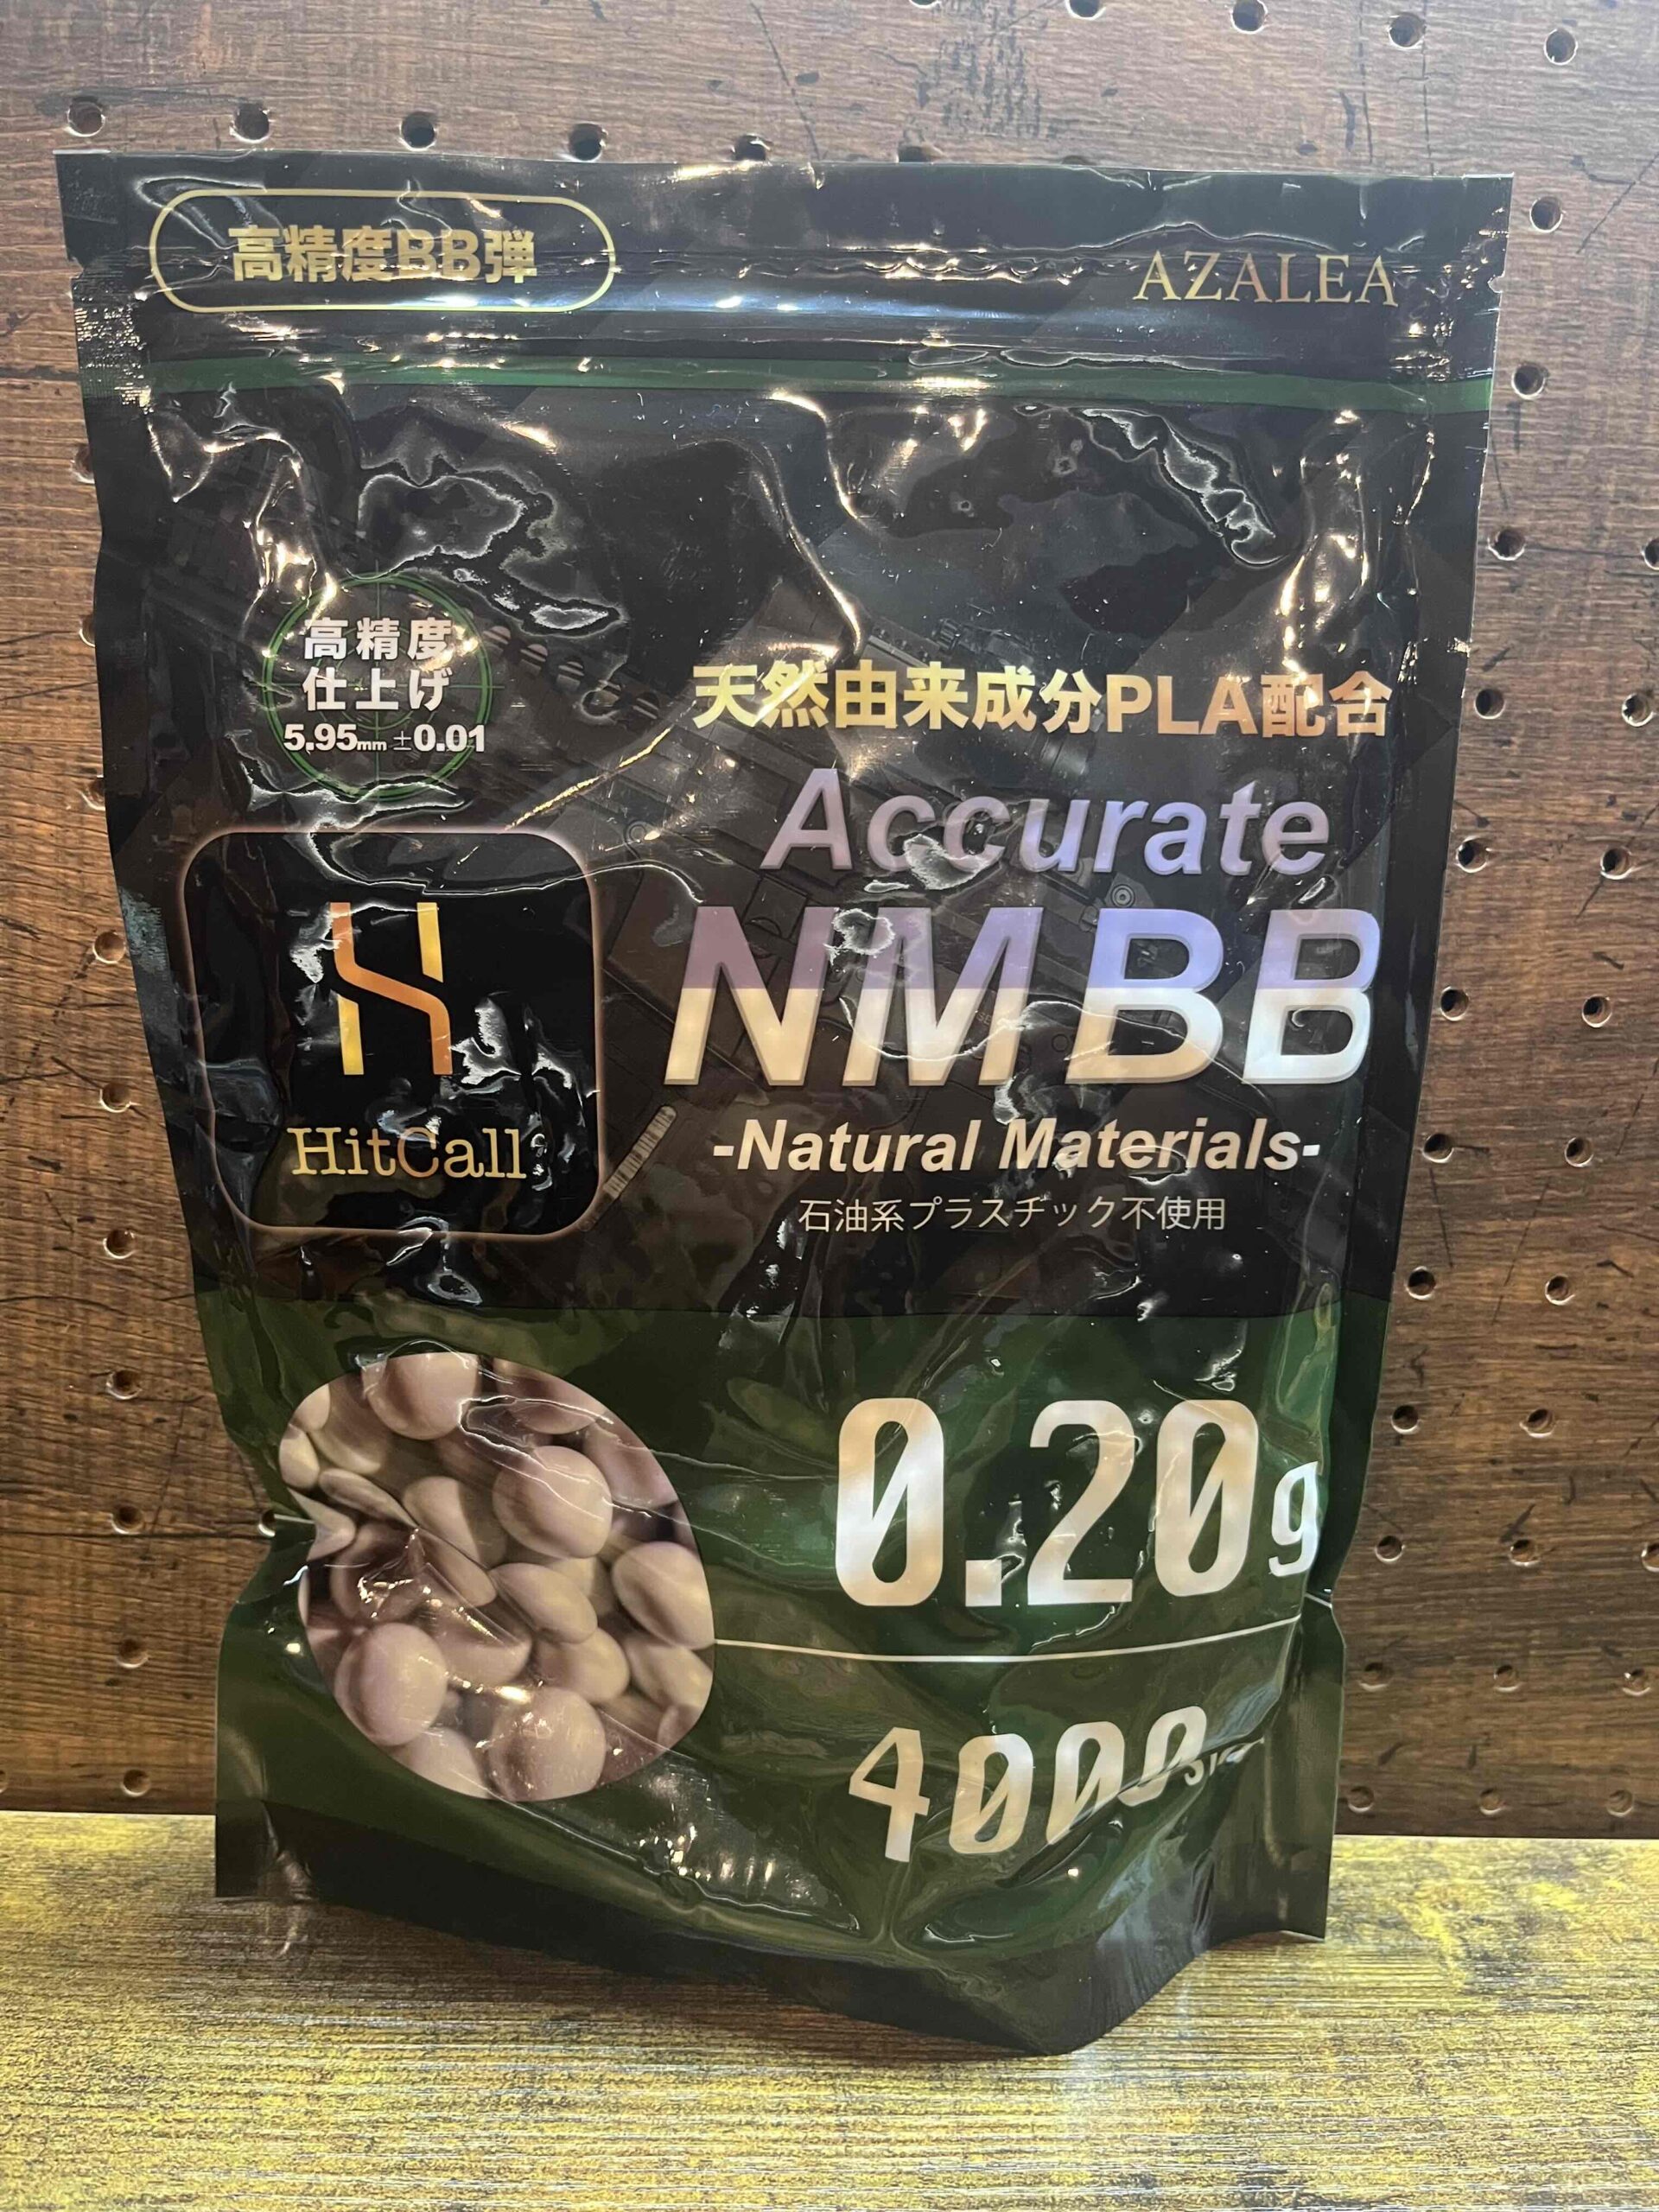 高精度BB弾
AZALEA
高精度
仕上げ
5.95mm±0.01
天然由来成分PLA配合
Accurate
NMBB
-Natural Materials-
石油系プラスチック不使用
HitCall
0.20g
4000